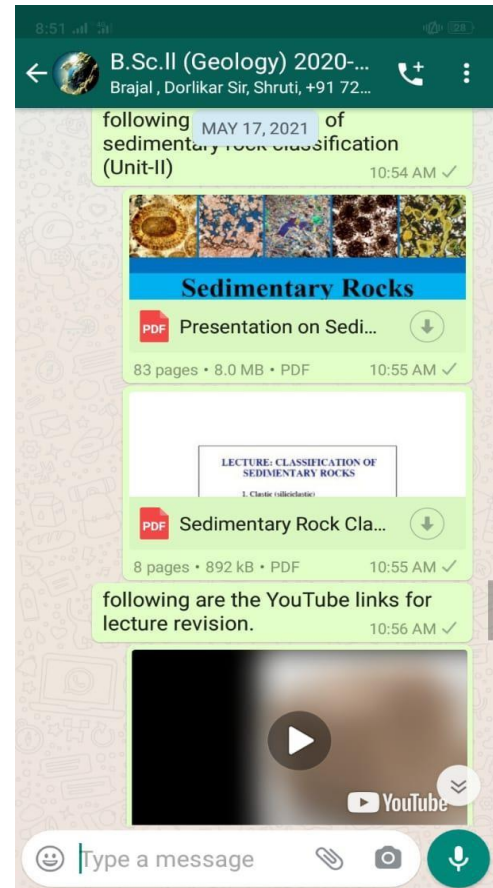 8:51
28
B.Sc.II (Geology) 2020-...
Brajal , Dorlikar Sir, Shruti, +91 72...
MAY 17, 2021
following of
sedimentary rock classification
(Unit-II)
10:54 AM
Sedimentary Rocks
PDF Presentation on Sedi...
83 pages • 8.0 MB • PDF 10:55 AM
LECTURE: CLASSIFICATION OF
SEDIMENTARY ROCKS
1. Clastic (siliciclastic)
PDF Sedimentary Rock Cla...
8 pages • 892 kB • PDF 10:55 AM
following are the YouTube links for
lecture revision.
10:56 AM
YouTube
Type a message